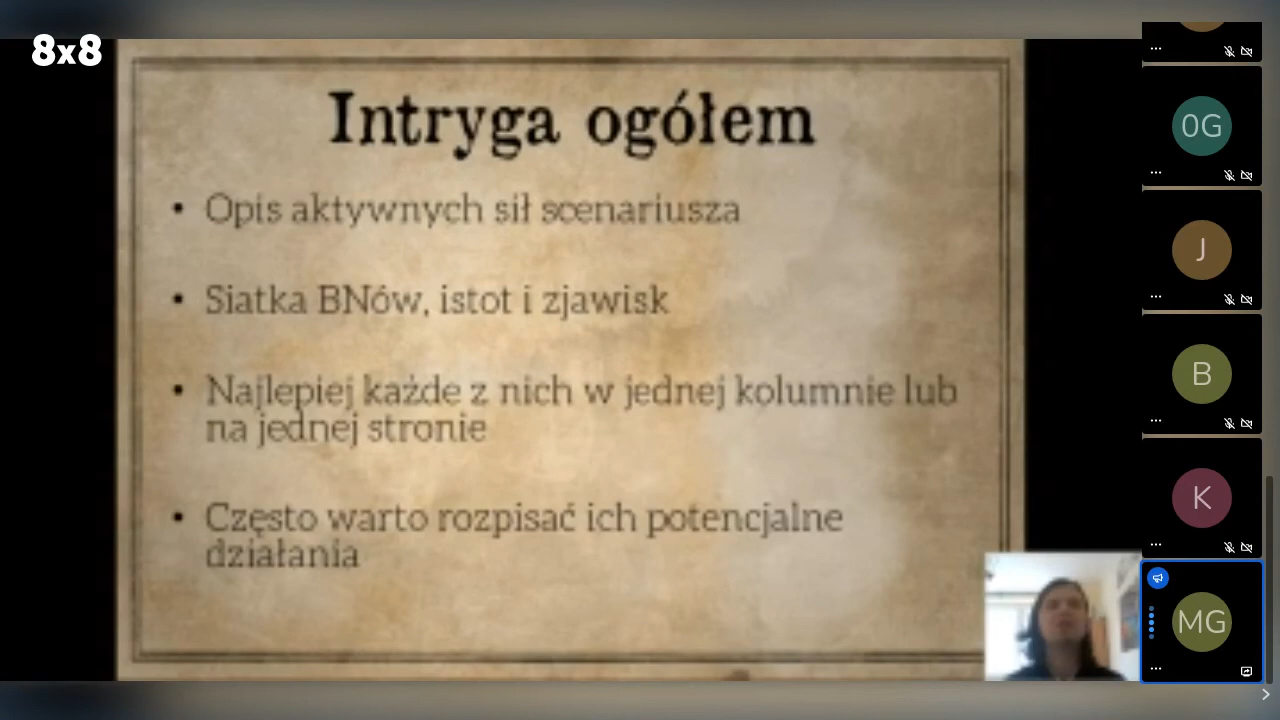 8x8
Intryga ogółem
• Opis aktywnych sił scenariusza
• Siatka BNów, istot i zjawisk
• Najlepiej każde z nich w jednej kolumnie lub
na jednej stronie
• Często warto rozpisać ich potencjalne
działania
0G
J
B
K
MG